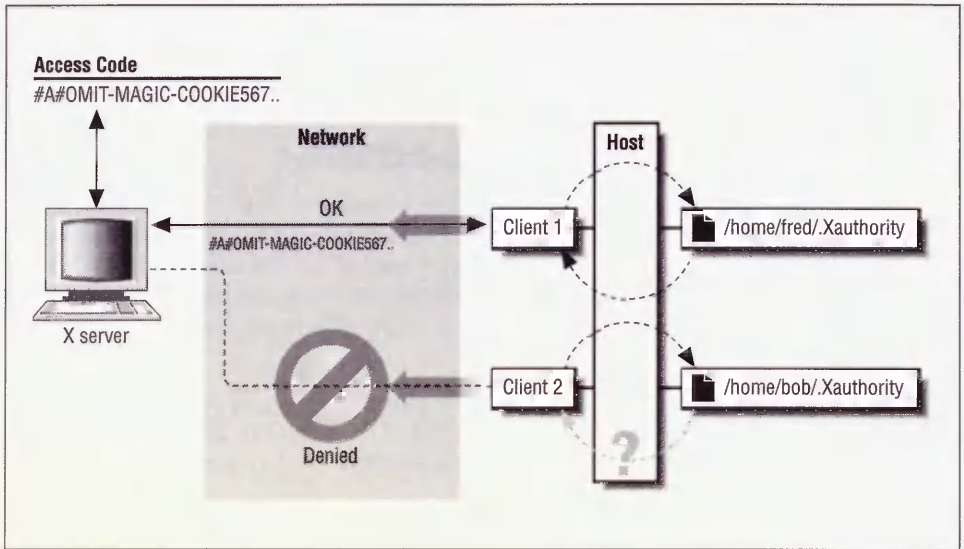 Access Code
#A#OMIT-MAGIC-COOKIE567..
Network
Host
OK
Client 1
/home/fred/.Xauthority
#A#OMIT-MAGIC-COOKIE567..
X server
Client 2
/home/bob/.Xauthority
?
Denied